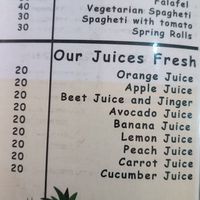 Falafel
40 Vegetarian Spagheti
30 Spagheti with tomato
30 Spring Rolls
Our Juices Fresh
20 Orange Juice
20 Apple Juice
20 Beet Juice and Jinger
20 Avocado Juice
20 Banana Juice
20 Lemon Juice
20 Peach Juice
20 Carrot Juice
20 Cucumber Juice